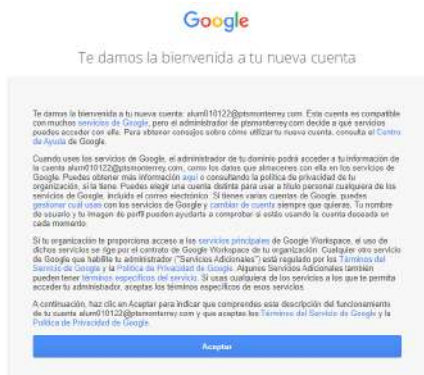 Google
Te damos la bienvenida a tu nueva cuenta
Te damos la bienvenida a tu nueva cuenta: alum010122@ptsmonterrey.com. Esta cuenta es compatible
con muchos servicios de Google, pero el administrador de ptsmonterrey.com decide a qué servicios
puedes acceder con ella. Para obtener consejos sobre cómo utilizar tu nueva cuenta, consulta el Centro
de Ayuda de Google.
Cuando uses los servicios de Google, el administrador de tu dominio podrá acceder a tu información de
la cuenta alum010122@ptsmonterrey.com, como los datos que almacenes con ella en los servicios de
Google. Puedes obtener más información aquí o consultando la política de privacidad de tu
organización, si la tiene. Puedes elegir una cuenta distinta para usar a título personal cualquiera de los
servicios de Google, incluida el correo electrónico. Si tienes varias cuentas de Google, puedes
gestionar cuál usas con los servicios de Google y cambiar de cuenta siempre que quieras. Tu nombre
de usuario y tu imagen de perfil pueden ayudarte a comprobar si estás usando la cuenta deseada en
cada momento.
Si tu organización te proporciona acceso a los servicios principales de Google Workspace, el uso de
dichos servicios se rige por el contrato de Google Workspace de tu organización. Cualquier otro servicio
de Google que habilite tu administrador ("Servicios Adicionales") está regulado por los Términos del
Servicio de Google y la Política de Privacidad de Google. Algunos Servicios Adicionales también
pueden tener términos específicos del servicio. Si usas cualquiera de los servicios a los que te permita
acceder tu administrador, aceptas los términos específicos de esos servicios.
A continuación, haz clic en Aceptar para indicar que comprendes esta descripción del funcionamiento
de tu cuenta alum010122@ptsmonterrey.com y que aceptas los Términos del Servicio de Google y la
Política de Privacidad de Google.
Aceptar